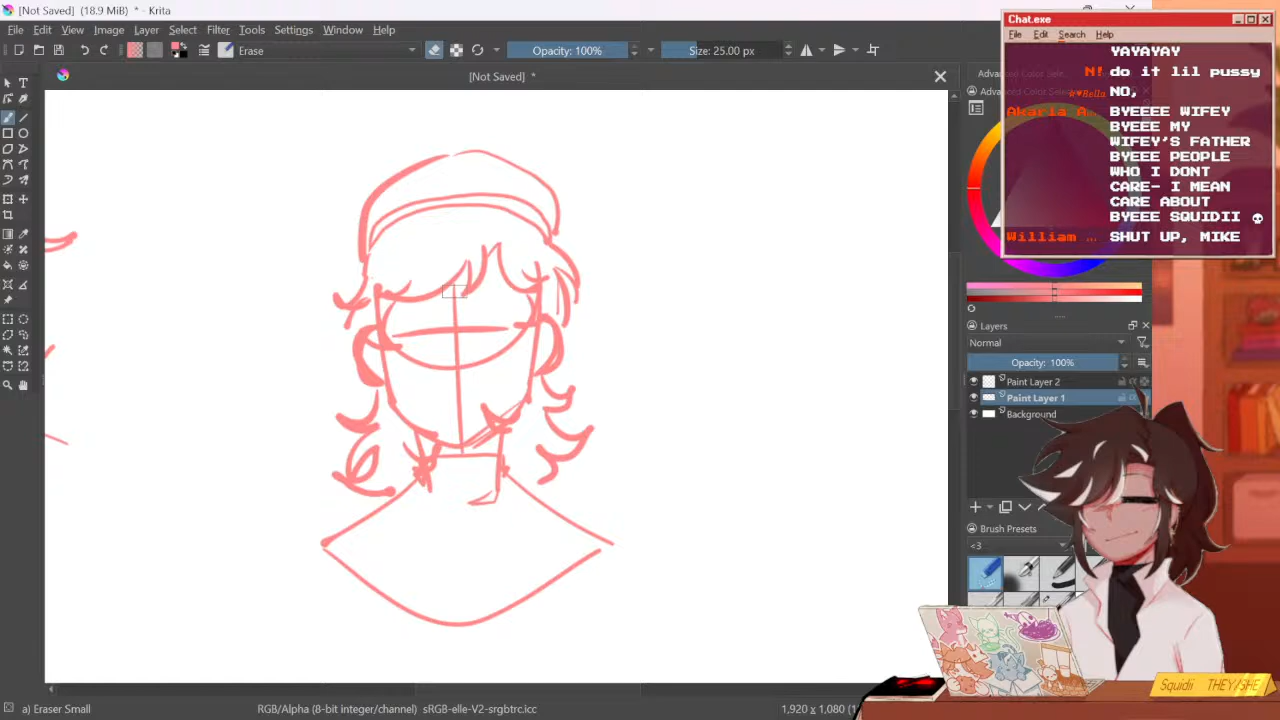 [Not Saved] (18.9 MiB) * - Krita
File Edit View Image Layer Select Filter Tools Settings Window Help
Erase
Opacity: 100%
Size: 25.00 px
[Not Saved] *
Chat.exe
File Edit Search Help
YAYAYAY
N! do it lil pussy
Bella NO,
Akaria A... BYEEEE WIFEY
BYEEE MY
WIFEY'S FATHER
BYEEE PEOPLE
WHO I DONT
CARE- I MEAN
CARE ABOUT
BYEEE SQUIDII
William ... SHUT UP, MIKE
Layers
Normal
Opacity: 100%
Paint Layer 2
Paint Layer 1
Background
Brush Presets
<3
Squidii THEY/SHE
a) Eraser Small
RGB/Alpha (8-bit integer/channel) sRGB-elle-V2-srgbtrc.icc
1,920 x 1,080 (1